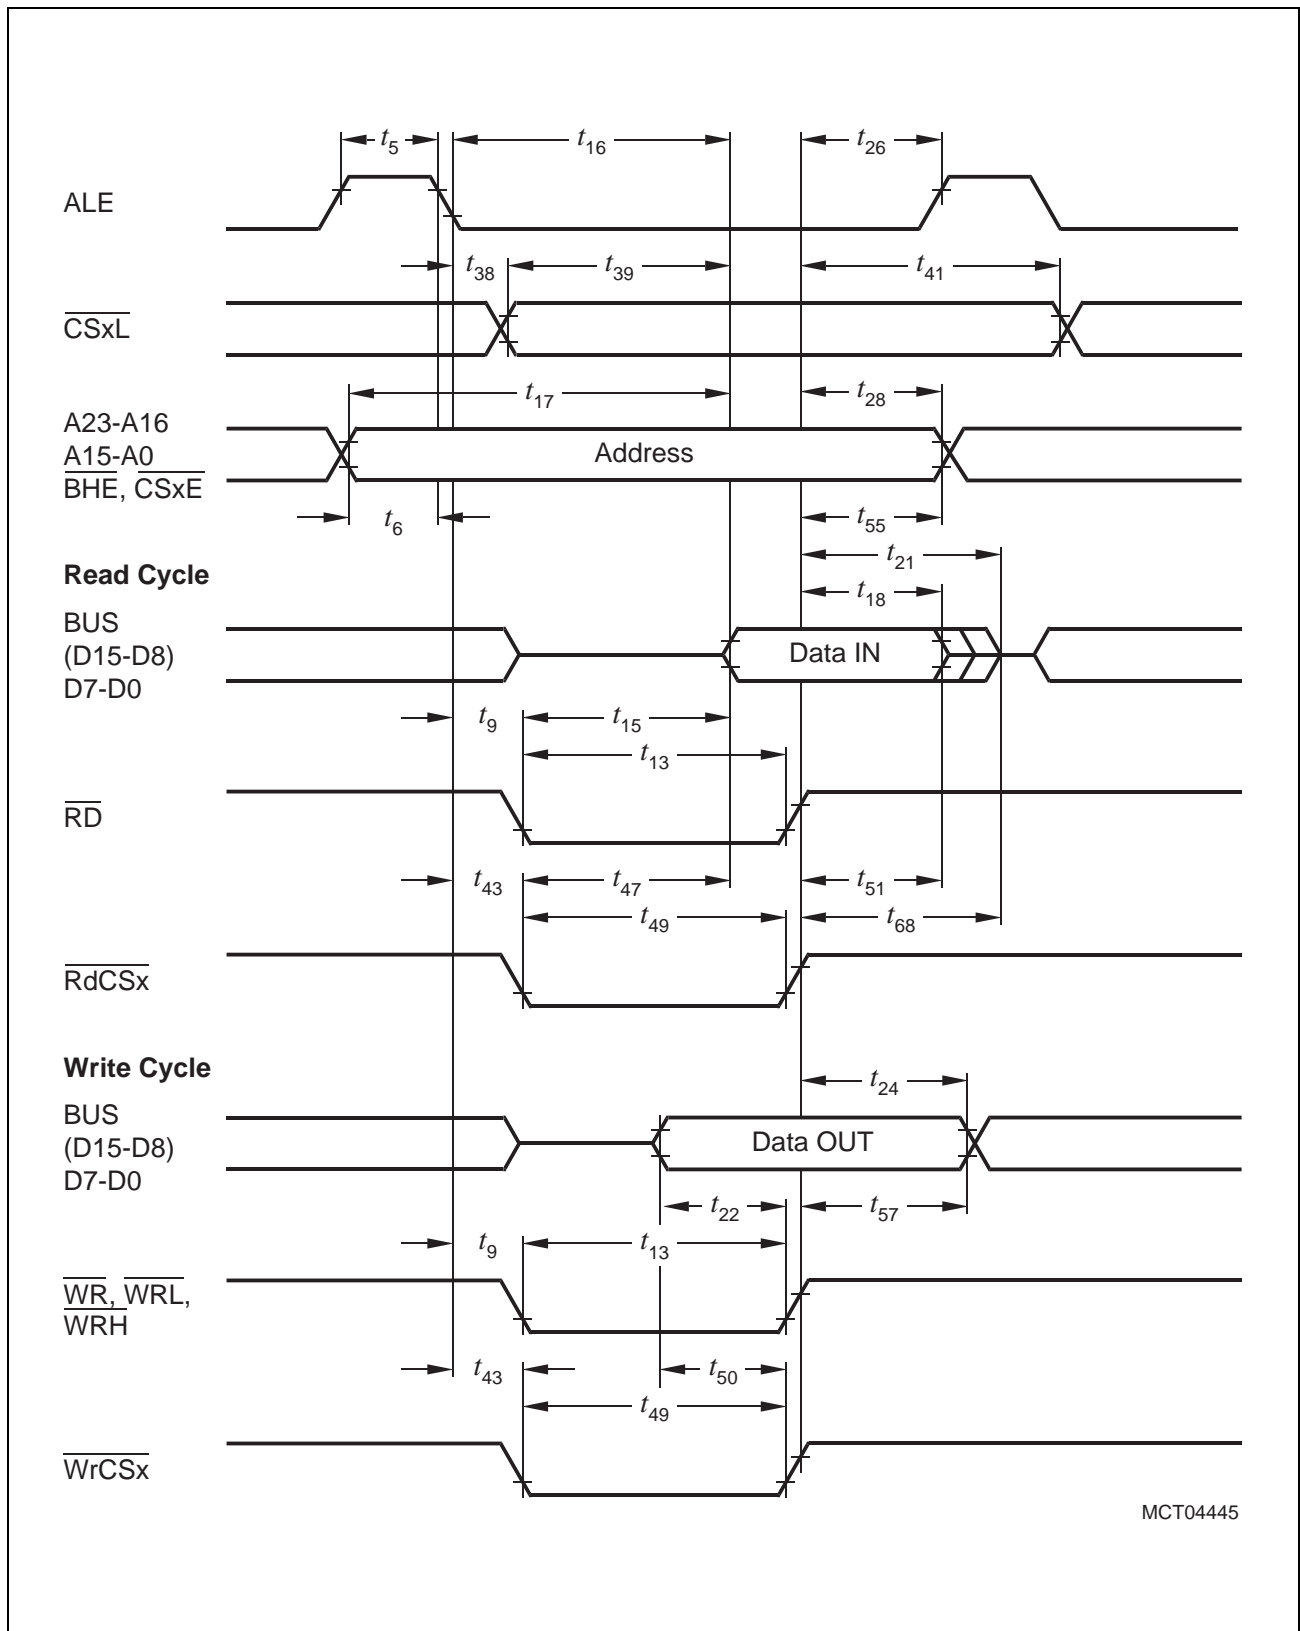 t5
t16
t26
ALE
t38
t39
t41
CSxL
t17
t28
A23-A16
A15-A0
BHE, CSxE
Address
t6
t55
t21
Read Cycle
t18
BUS
(D15-D8)
D7-D0
Data IN
t9
t15
t13
RD
t43
t47
t51
t49
t68
RdCSx
Write Cycle
t24
BUS
(D15-D8)
D7-D0
Data OUT
t22
t57
t9
t13
WR, WRL,
WRH
t43
t50
t49
WrCSx
MCT04445